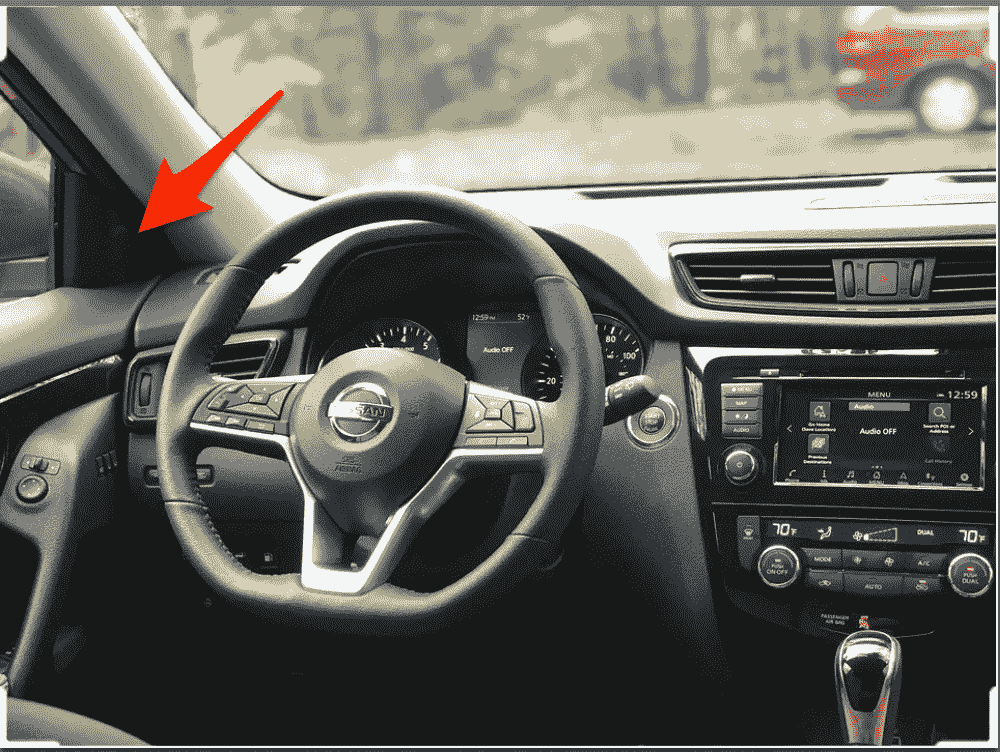 12:59 PM 52°F
Audio OFF
4
5
20
80
100
NISSAN
AIRBAG
MENU
12:59
MAP
AUDIO
Audio
Audio OFF
Go Home
(Save Location)
Previous
Destinations
Search POI or
Address
Call History
70°F
DUAL
70°F
PUSH
ON·OFF
MODE
A/C
AUTO
PUSH
DUAL
PASSENGER
AIR BAG